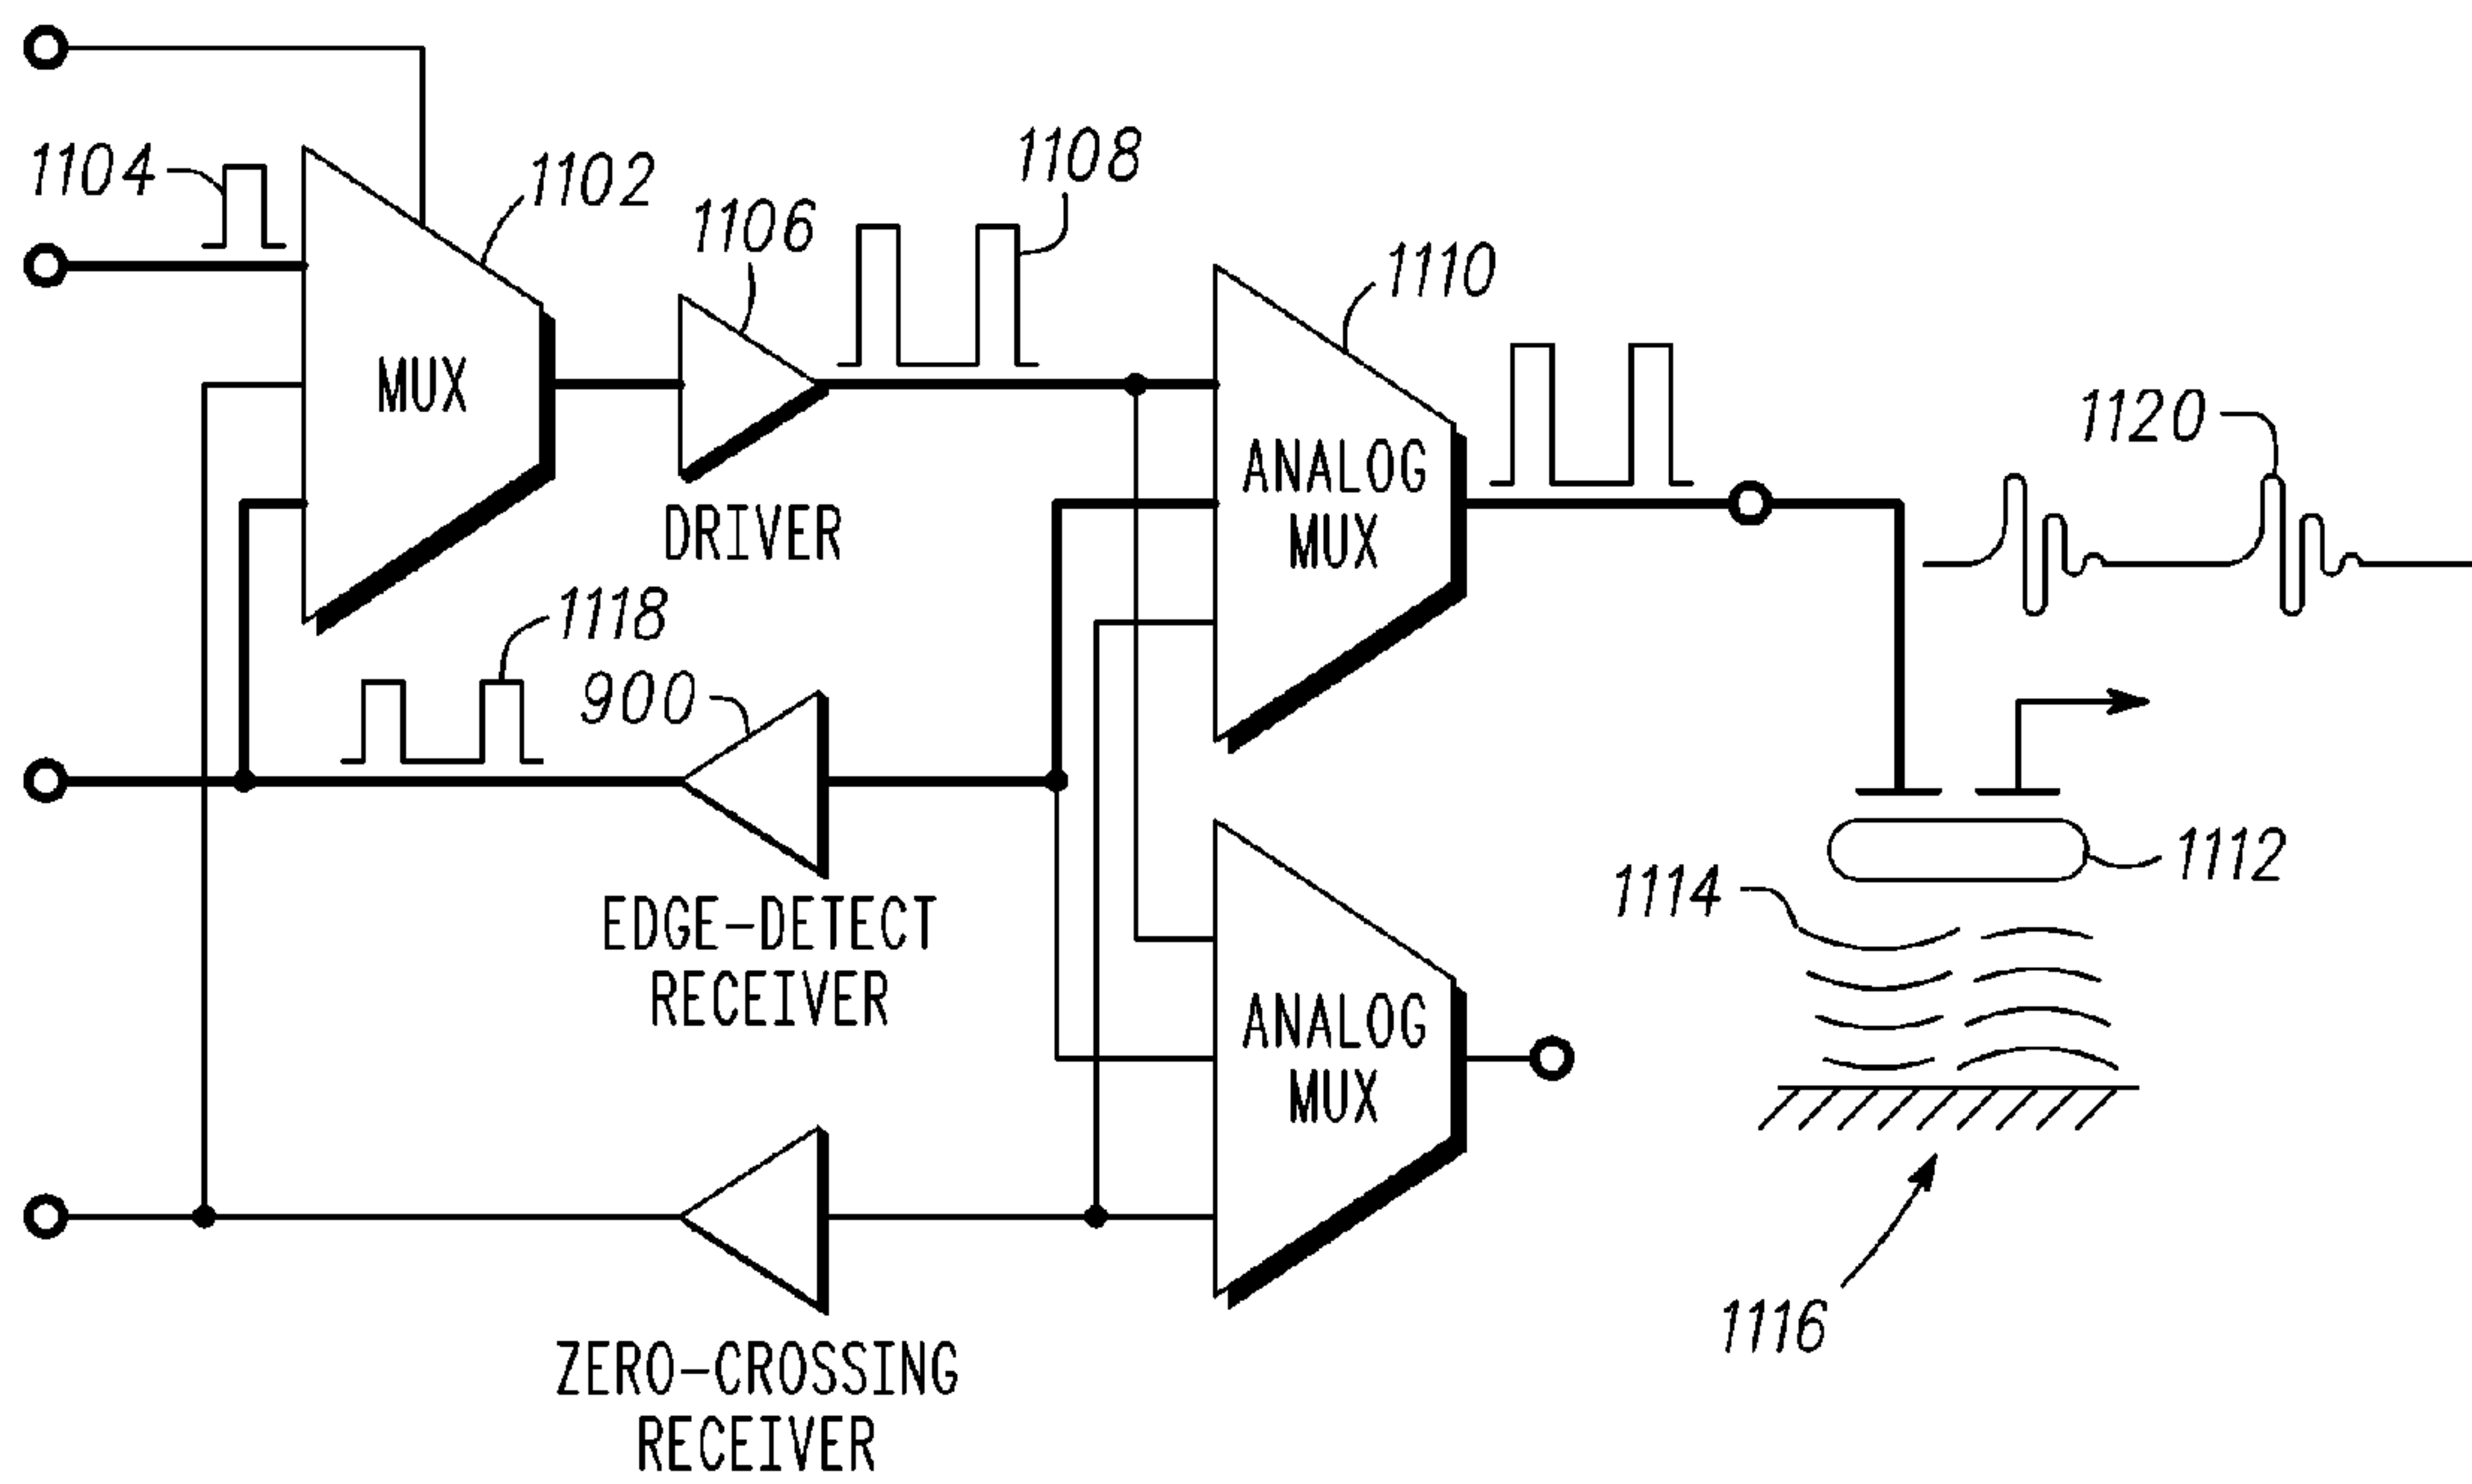 1104
1102
1106
1108
1110
MUX
1120
ANALOG
MUX
DRIVER
1118
900
1112
1114
EDGE-DETECT
RECEIVER
ANALOG
MUX
1116
ZERO-CROSSING
RECEIVER